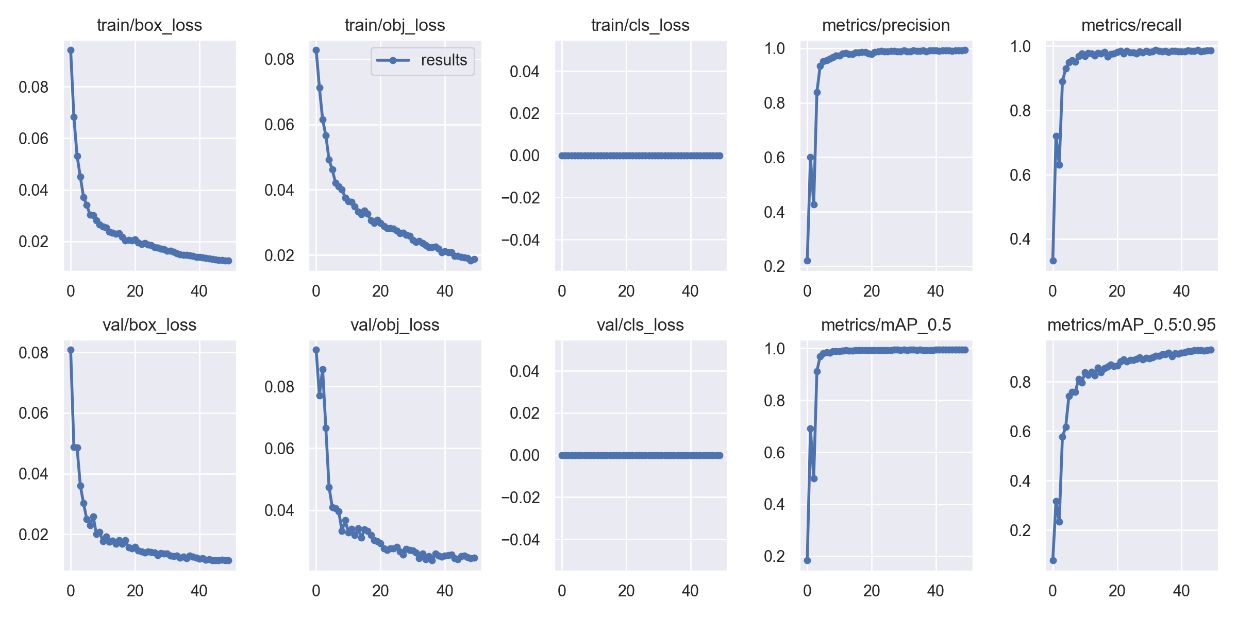 train/box_loss train/obj_loss train/cls_loss metrics/precision metrics/recall
0.08 0.06 0.04 0.02
0 20 40
0.08 0.06 0.04 0.02
results
0 20 40
0.04 0.02 0.00 −0.02 −0.04
0 20 40
1.0 0.8 0.6 0.4 0.2
0 20 40
1.0 0.8 0.6 0.4
0 20 40
val/box_loss val/obj_loss val/cls_loss metrics/mAP_0.5 metrics/mAP_0.5:0.95
0.08 0.06 0.04 0.02
0 20 40
0.08 0.06 0.04
0 20 40
0.04 0.02 0.00 −0.02 −0.04
0 20 40
1.0 0.8 0.6 0.4 0.2
0 20 40
0.8 0.6 0.4 0.2
0 20 40